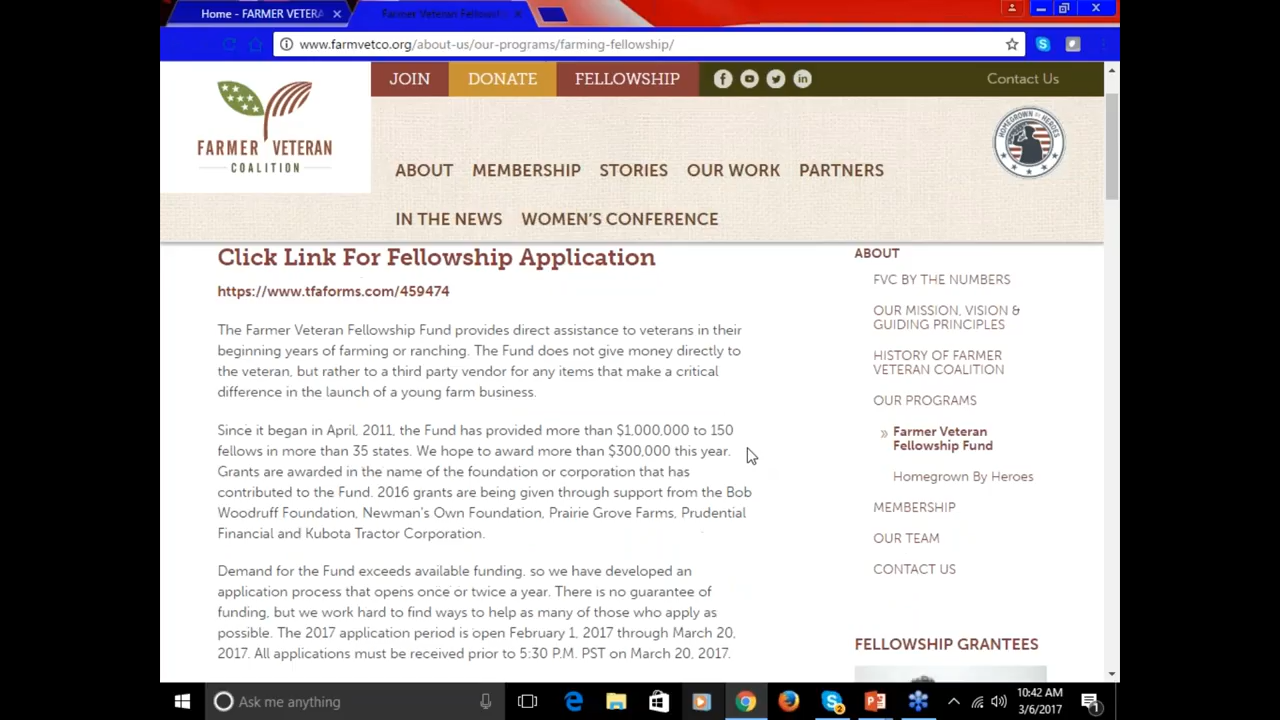 Home - FARMER VETERA
Farmer Veteran Fellowsh
www.farmvetco.org/about-us/our-programs/farming-fellowship/
JOIN
DONATE
FELLOWSHIP
Contact Us
FARMER VETERAN
COALITION
HOMEGROWN BY HEROES
ABOUT
MEMBERSHIP
STORIES
OUR WORK
PARTNERS
IN THE NEWS
WOMEN'S CONFERENCE
Click Link For Fellowship Application
https://www.tfaforms.com/459474
The Farmer Veteran Fellowship Fund provides direct assistance to veterans in their
beginning years of farming or ranching. The Fund does not give money directly to
the veteran, but rather to a third party vendor for any items that make a critical
difference in the launch of a young farm business.
Since it began in April, 2011, the Fund has provided more than $1,000,000 to 150
fellows in more than 35 states. We hope to award more than $300,000 this year.
Grants are awarded in the name of the foundation or corporation that has
contributed to the Fund. 2016 grants are being given through support from the Bob
Woodruff Foundation, Newman's Own Foundation, Prairie Grove Farms, Prudential
Financial and Kubota Tractor Corporation.
Demand for the Fund exceeds available funding, so we have developed an
application process that opens once or twice a year. There is no guarantee of
funding, but we work hard to find ways to help as many of those who apply as
possible. The 2017 application period is open February 1, 2017 through March 20,
2017. All applications must be received prior to 5:30 P.M. PST on March 20, 2017.
ABOUT
FVC BY THE NUMBERS
OUR MISSION, VISION &
GUIDING PRINCIPLES
HISTORY OF FARMER
VETERAN COALITION
OUR PROGRAMS
» Farmer Veteran
Fellowship Fund
Homegrown By Heroes
MEMBERSHIP
OUR TEAM
CONTACT US
FELLOWSHIP GRANTEES
Ask me anything
10:42 AM
3/6/2017